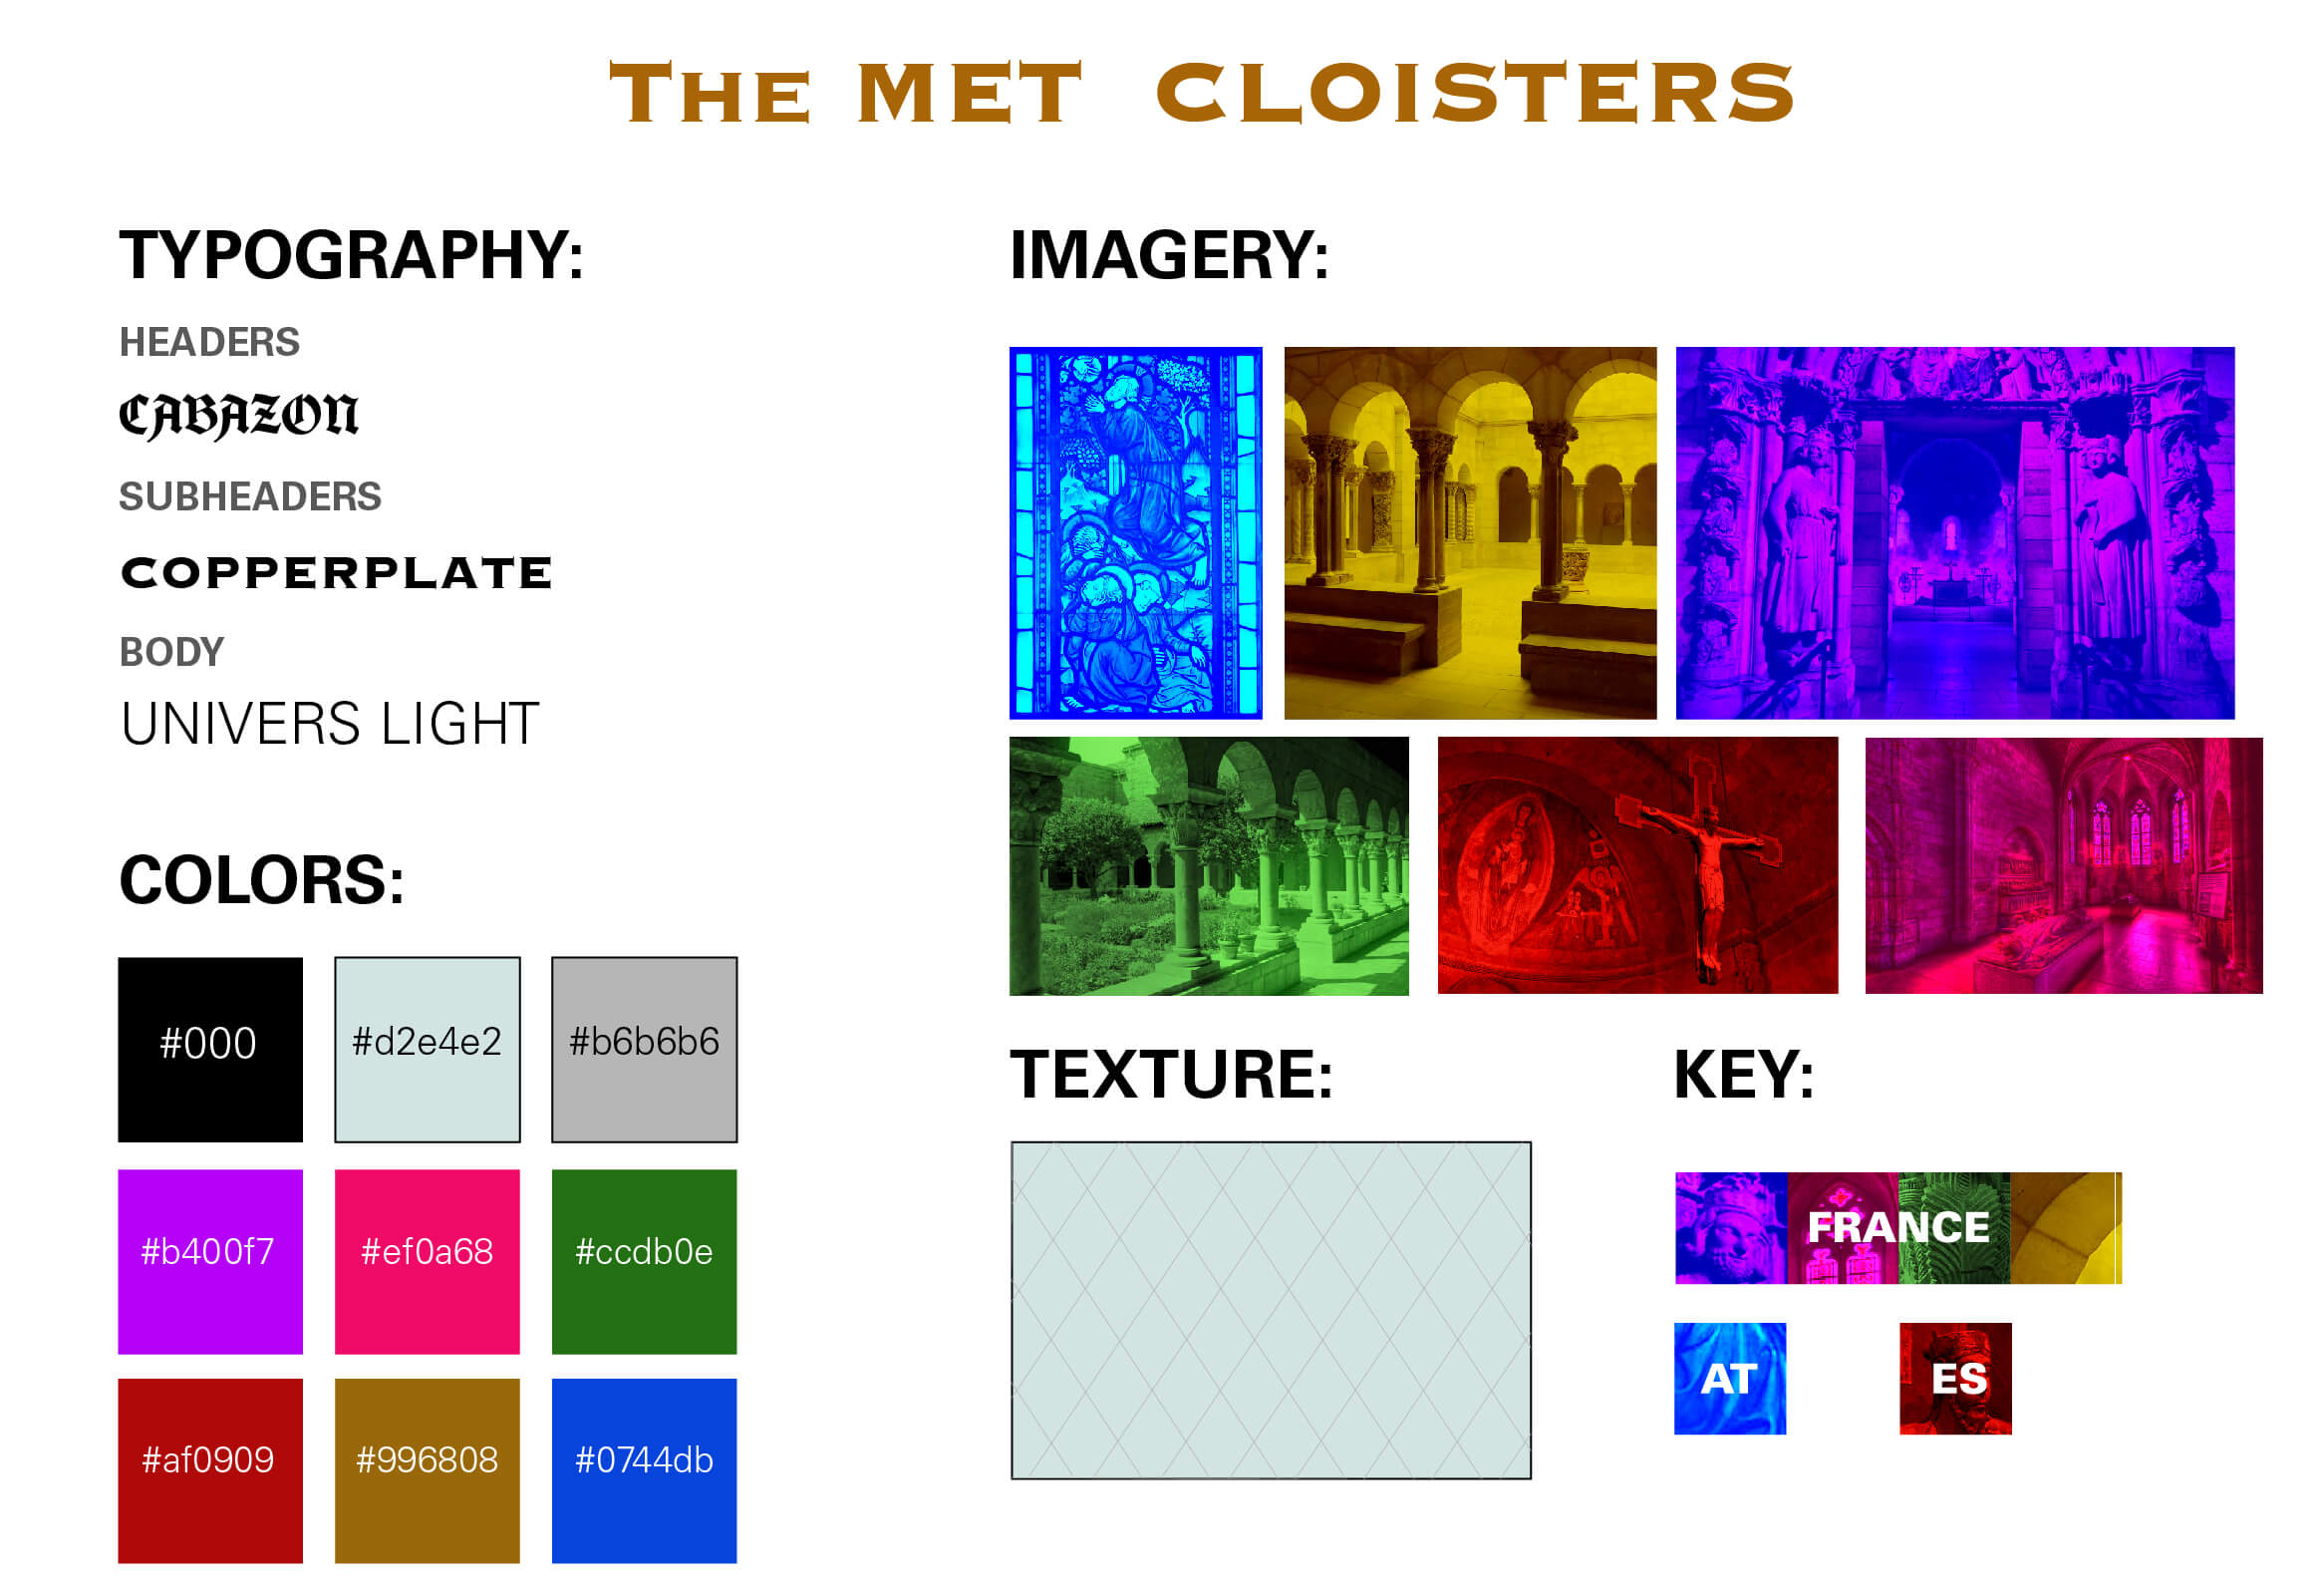 The MET CLOISTERS
TYPOGRAPHY:
HEADERS
CABAZON
SUBHEADERS
COPPERPLATE
BODY
UNIVERS LIGHT
COLORS:
#000
#d2e4e2
#b6b6b6
#b400f7
#ef0a68
#ccdb0e
#af0909
#996808
#0744db
IMAGERY:
TEXTURE:
KEY:
FRANCE
AT
ES